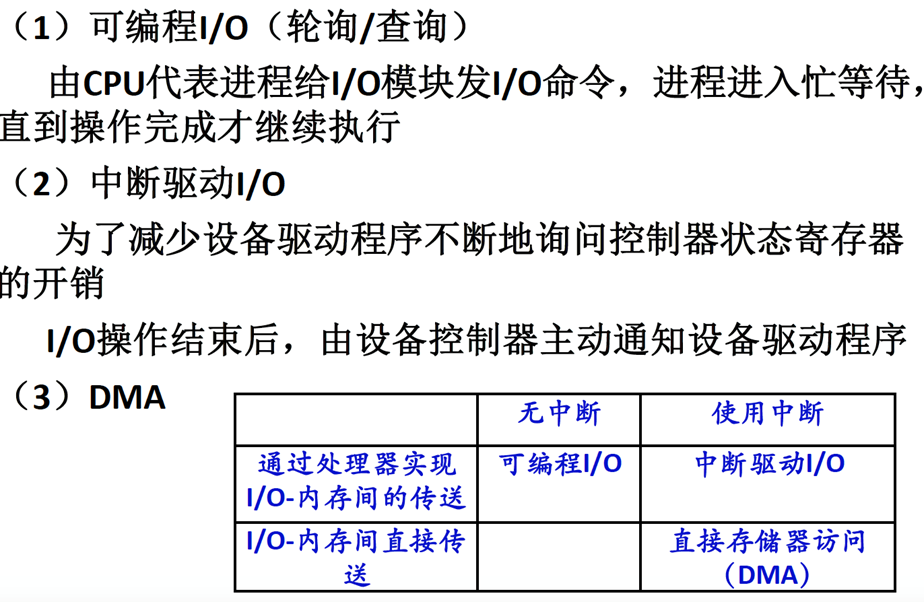 （1）可编程I/O（轮询/查询）
由CPU代表进程给I/O模块发I/O命令，进程进入忙等待，
直到操作完成才继续执行
（2）中断驱动I/O
为了减少设备驱动程序不断地询问控制器状态寄存器
的开销
I/O操作结束后，由设备控制器主动通知设备驱动程序
（3）DMA
无中断 使用中断
通过处理器实现 可编程I/O 中断驱动I/O
I/O-内存间的传送
I/O-内存间直接传 直接存储器访问
送 （DMA）